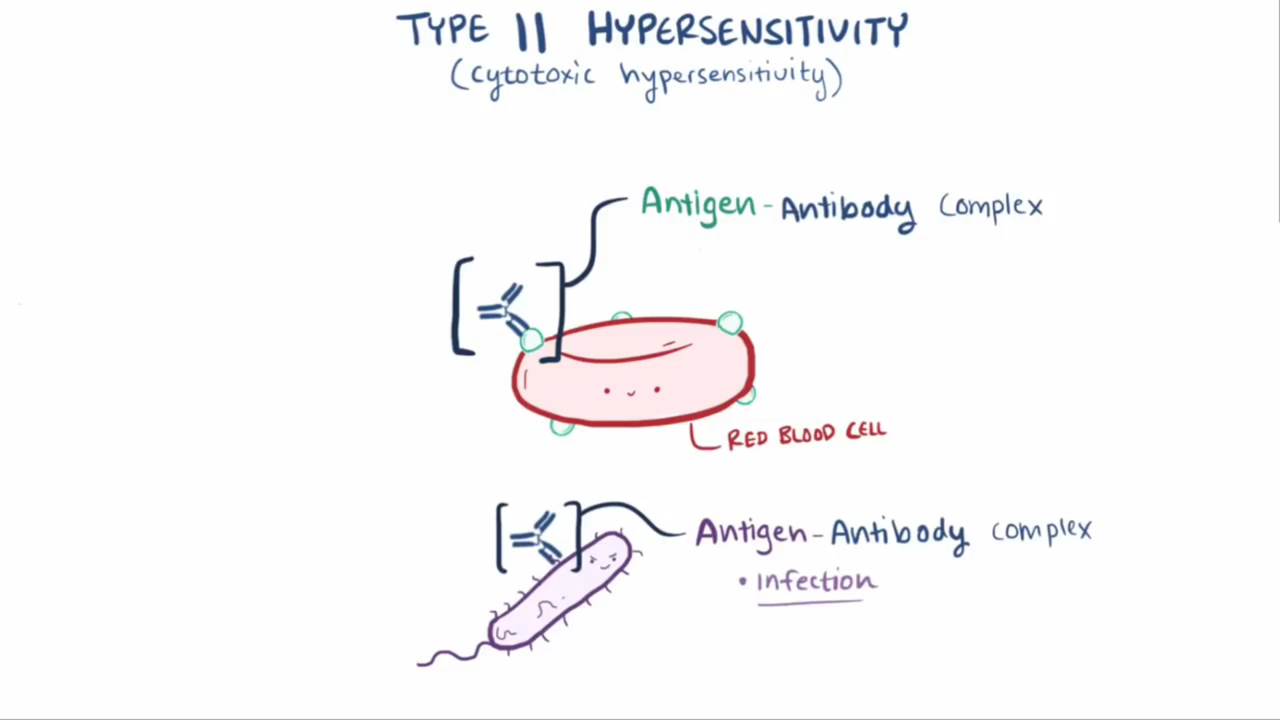 TYPE II HYPERSENSITIVITY
(cytotoxic hypersensitivity)
Antigen - Antibody complex
RED BLOOD CELL
Antigen - Antibody complex
• infection